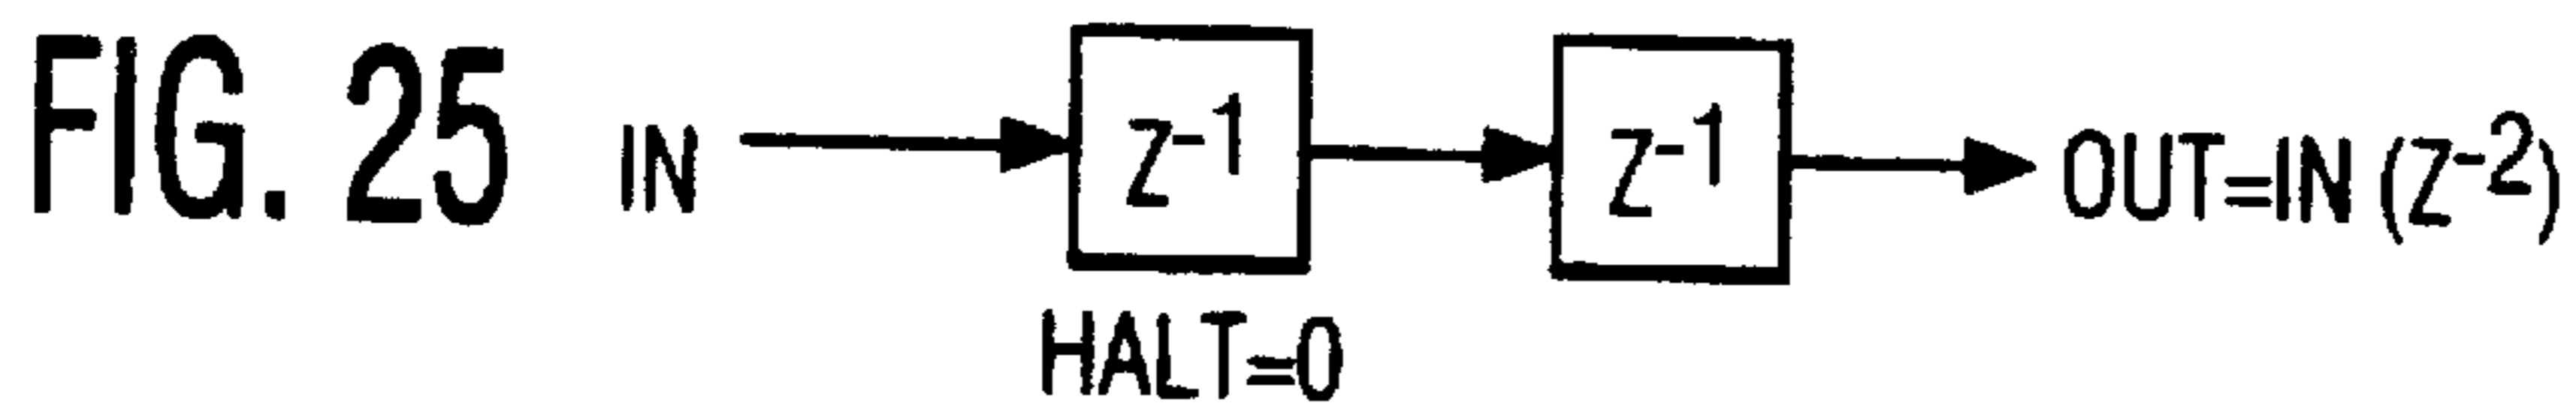 FIG. 25
IN
Z⁻¹
Z⁻¹
OUT=IN (Z⁻²)
HALT=0